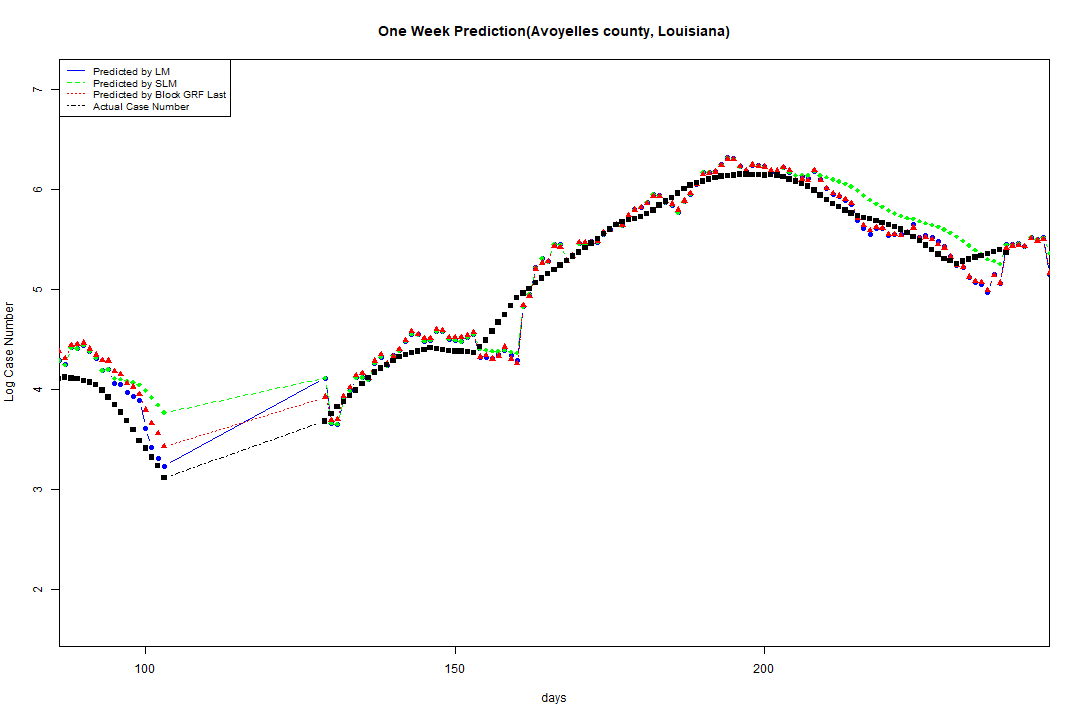 One Week Prediction(Avoyelles county, Louisiana)
Predicted by LM
Predicted by SLM
Predicted by Block GRF Last
Actual Case Number
7
6
5
4
3
2
Log Case Number
100 150 200
days